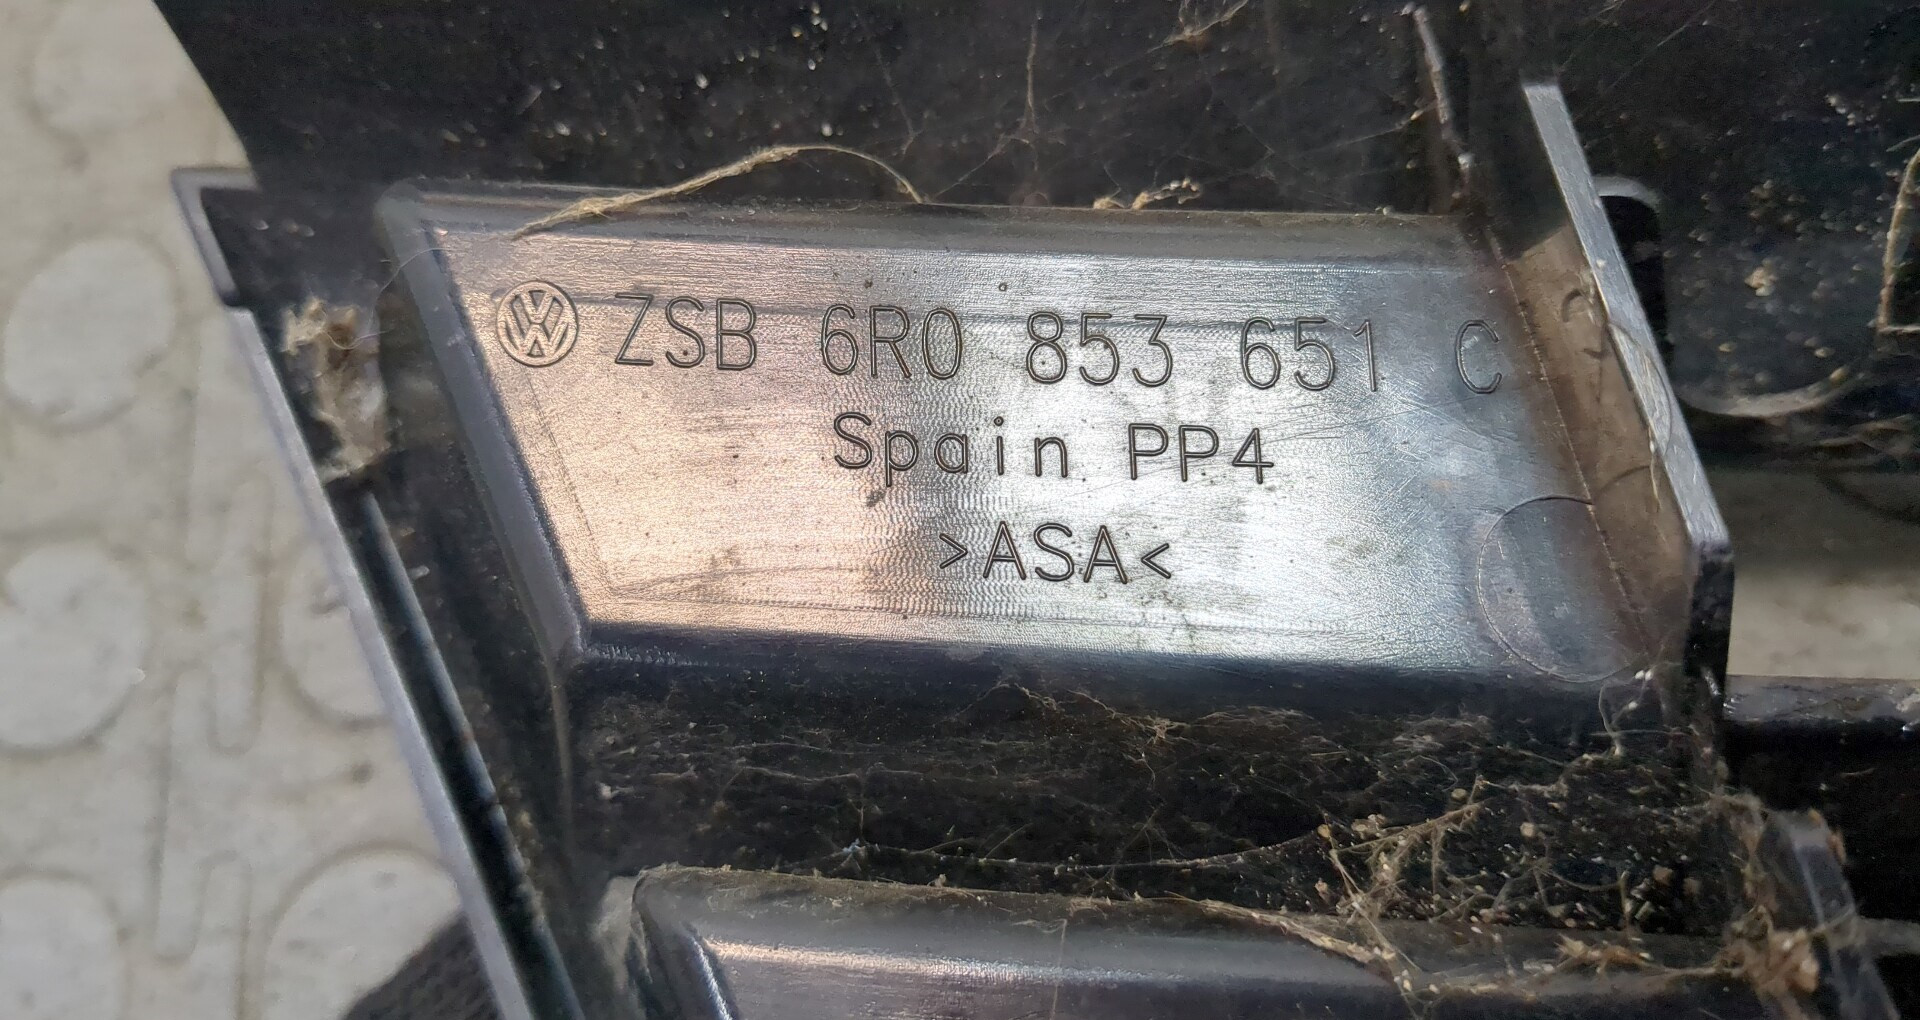 ZSB 6R0 853 651 C
Spain PP4
>ASA<